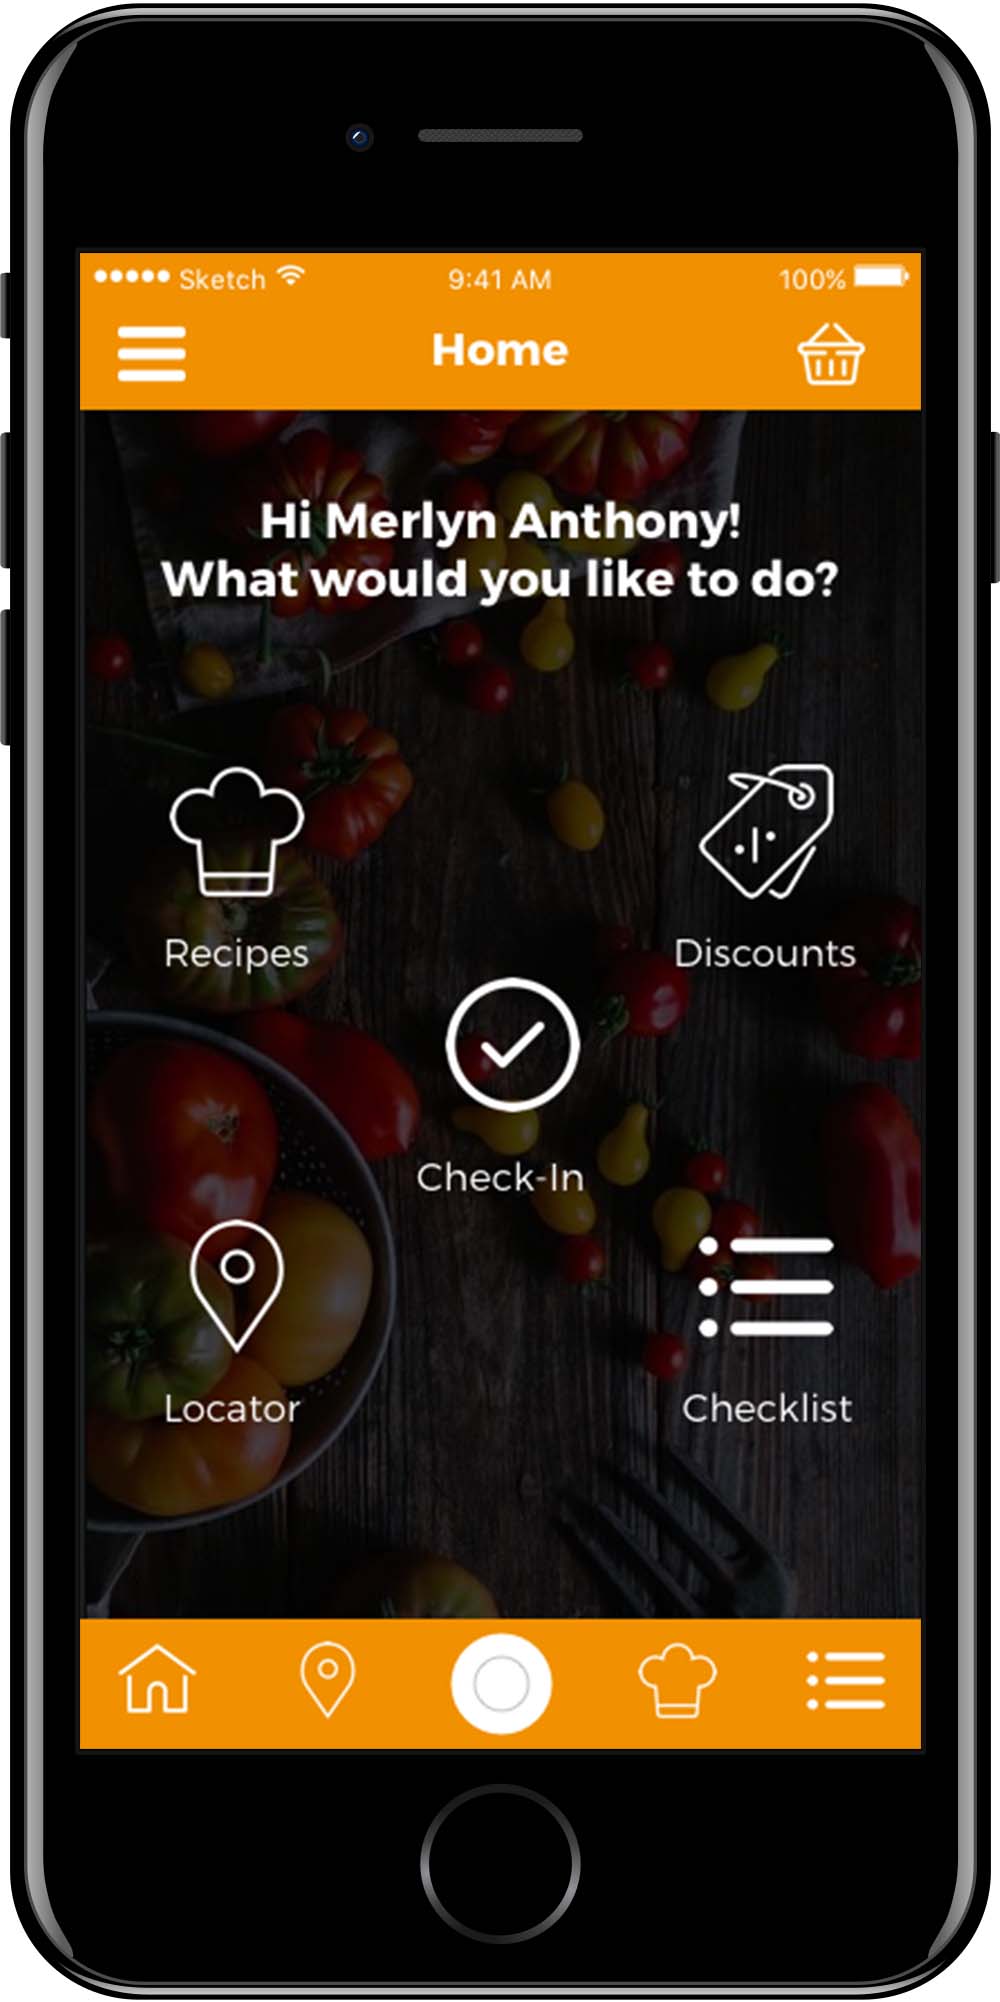 Sketch 9:41 AM 100%
Home
Hi Merlyn Anthony!
What would you like to do?
Recipes
Discounts
Check-In
Locator
Checklist